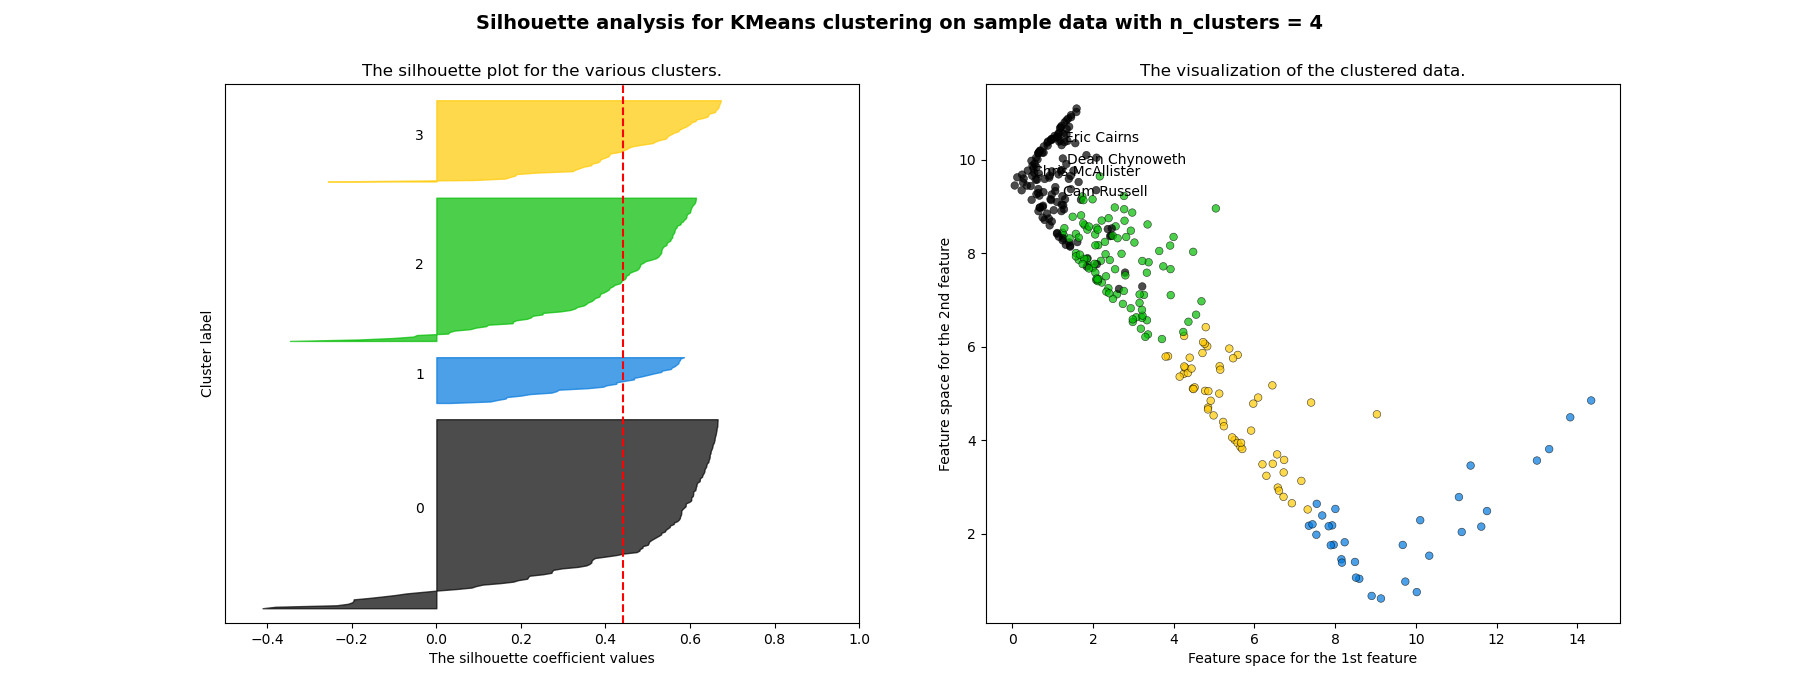 Silhouette analysis for KMeans clustering on sample data with n_clusters = 4
The silhouette plot for the various clusters.
Cluster label
3
2
1
0
−0.4
−0.2
0.0
0.2
0.4
0.6
0.8
1.0
The silhouette coefficient values
The visualization of the clustered data.
Feature space for the 2nd feature
10
8
6
4
2
Eric Cairns
Dean Chynoweth
Chris McAllister
Cam Russell
0
2
4
6
8
10
12
14
Feature space for the 1st feature